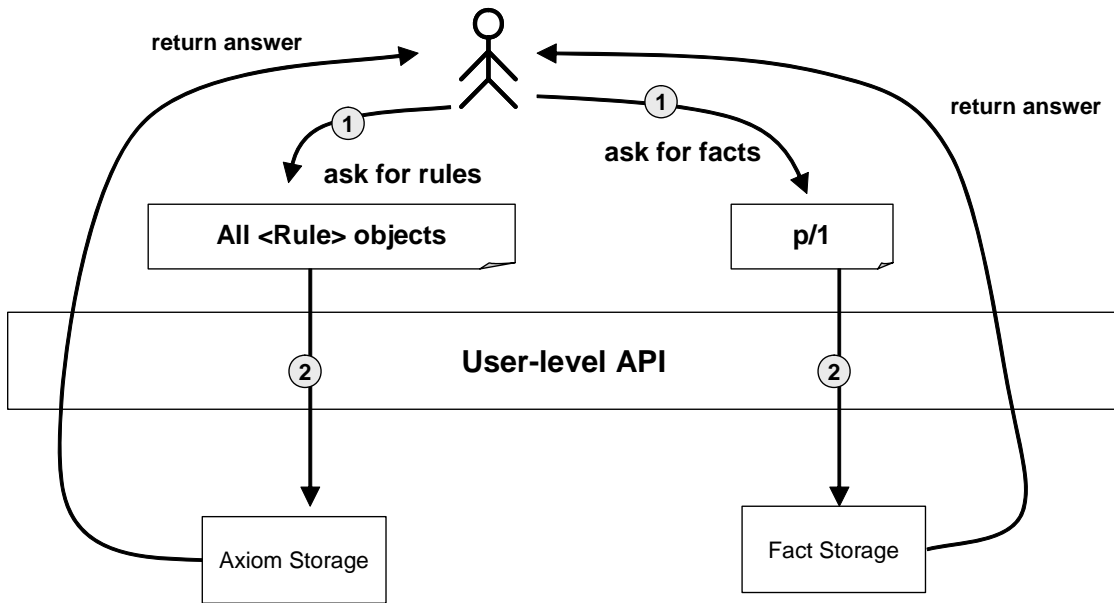 return answer
return answer
1
1
ask for facts
ask for rules
All <Rule> objects
p/1
User-level API
2
2
Axiom Storage
Fact Storage